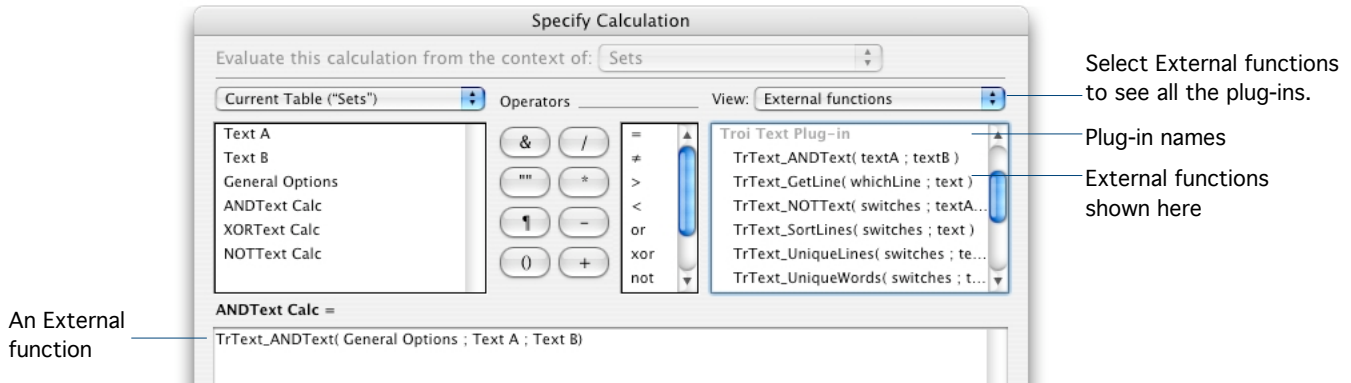 Specify Calculation
Evaluate this calculation from the context of: Sets
Current Table (“Sets”)
Operators
View: External functions
Text A
Text B
General Options
ANDText Calc
XORText Calc
NOTText Calc
& /
"" *
¶ -
() +
=
≠
>
<
or
xor
not
Troi Text Plug-in
TrText_ANDText( textA ; textB )
TrText_GetLine( whichLine ; text )
TrText_NOTText( switches ; textA...
TrText_SortLines( switches ; text )
TrText_UniqueLines( switches ; te...
TrText_UniqueWords( switches ; t...
Select External functions
to see all the plug-ins.
Plug-in names
External functions
shown here
ANDText Calc =
TrText_ANDText( General Options ; Text A ; Text B)
An External
function